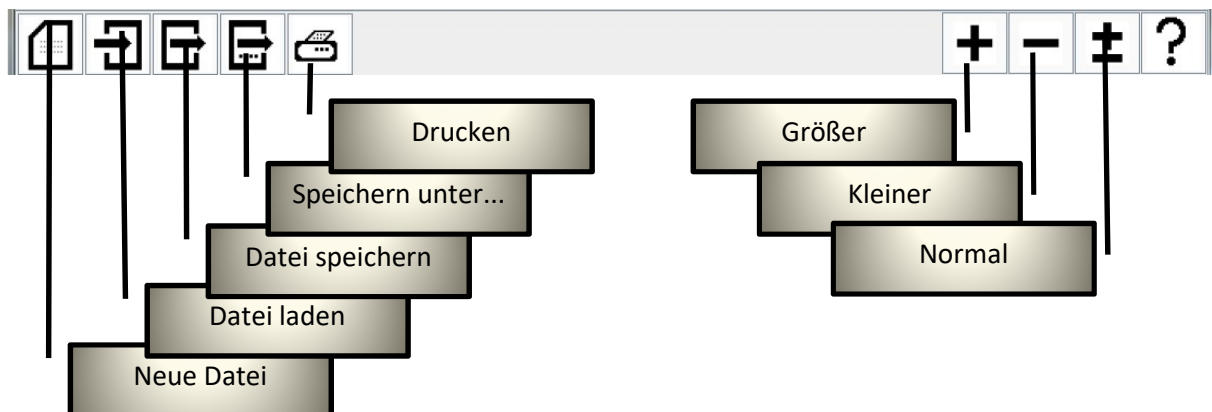 Drucken
Größer
Speichern unter...
Kleiner
Datei speichern
Normal
Datei laden
Neue Datei